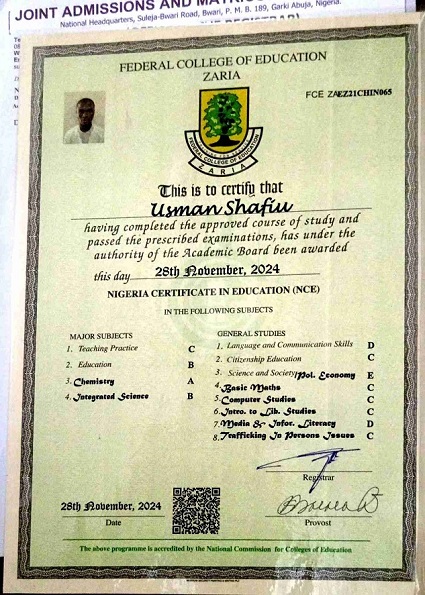 JOINT ADMISSIONS AND MATRIC
National Headquarters, Suleja-Bwari Road, Bwari, P. M. B. 189, Garki Abuja, Nigeria.
FEDERAL COLLEGE OF EDUCATION
ZARIA
FCE ZAEZ21CHIN065
FEDERAL COLLEGE OF EDUCATION
ZARIA
This is to certify that
Usman Shafiu
having completed the approved course of study and
passed the prescribed examinations, has under the
authority of the Academic Board been awarded
this day 28th November, 2024
NIGERIA CERTIFICATE IN EDUCATION (NCE)
IN THE FOLLOWING SUBJECTS
MAJOR SUBJECTS
1. Teaching Practice C
2. Education B
3. Chemistry A
4. Integrated Science B
GENERAL STUDIES
1. Language and Communication Skills D
2. Citizenship Education C
3. Science and Society/Pol. Economy E
4. Basic Maths C
5. Computer Studies C
6. Intro. to Lib. Studies C
7. Media & Infor. Literacy D
8. Trafficking In Persons Issues C
Registrar
28th November, 2024
Date
Provost
The above programme is accredited by the National Commission for Colleges of Education